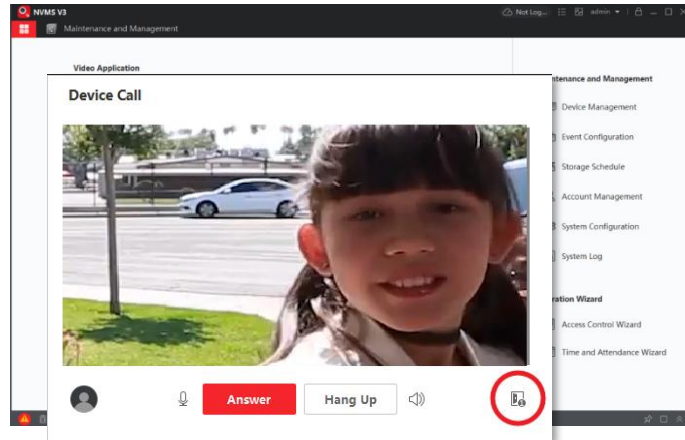 NVMS V3
Not Log...
admin
Maintenance and Management
Video Application
Device Call
Answer
Hang Up
tenance and Management
Device Management
Event Configuration
Storage Schedule
Account Management
System Configuration
System Log
ration Wizard
Access Control Wizard
Time and Attendance Wizard